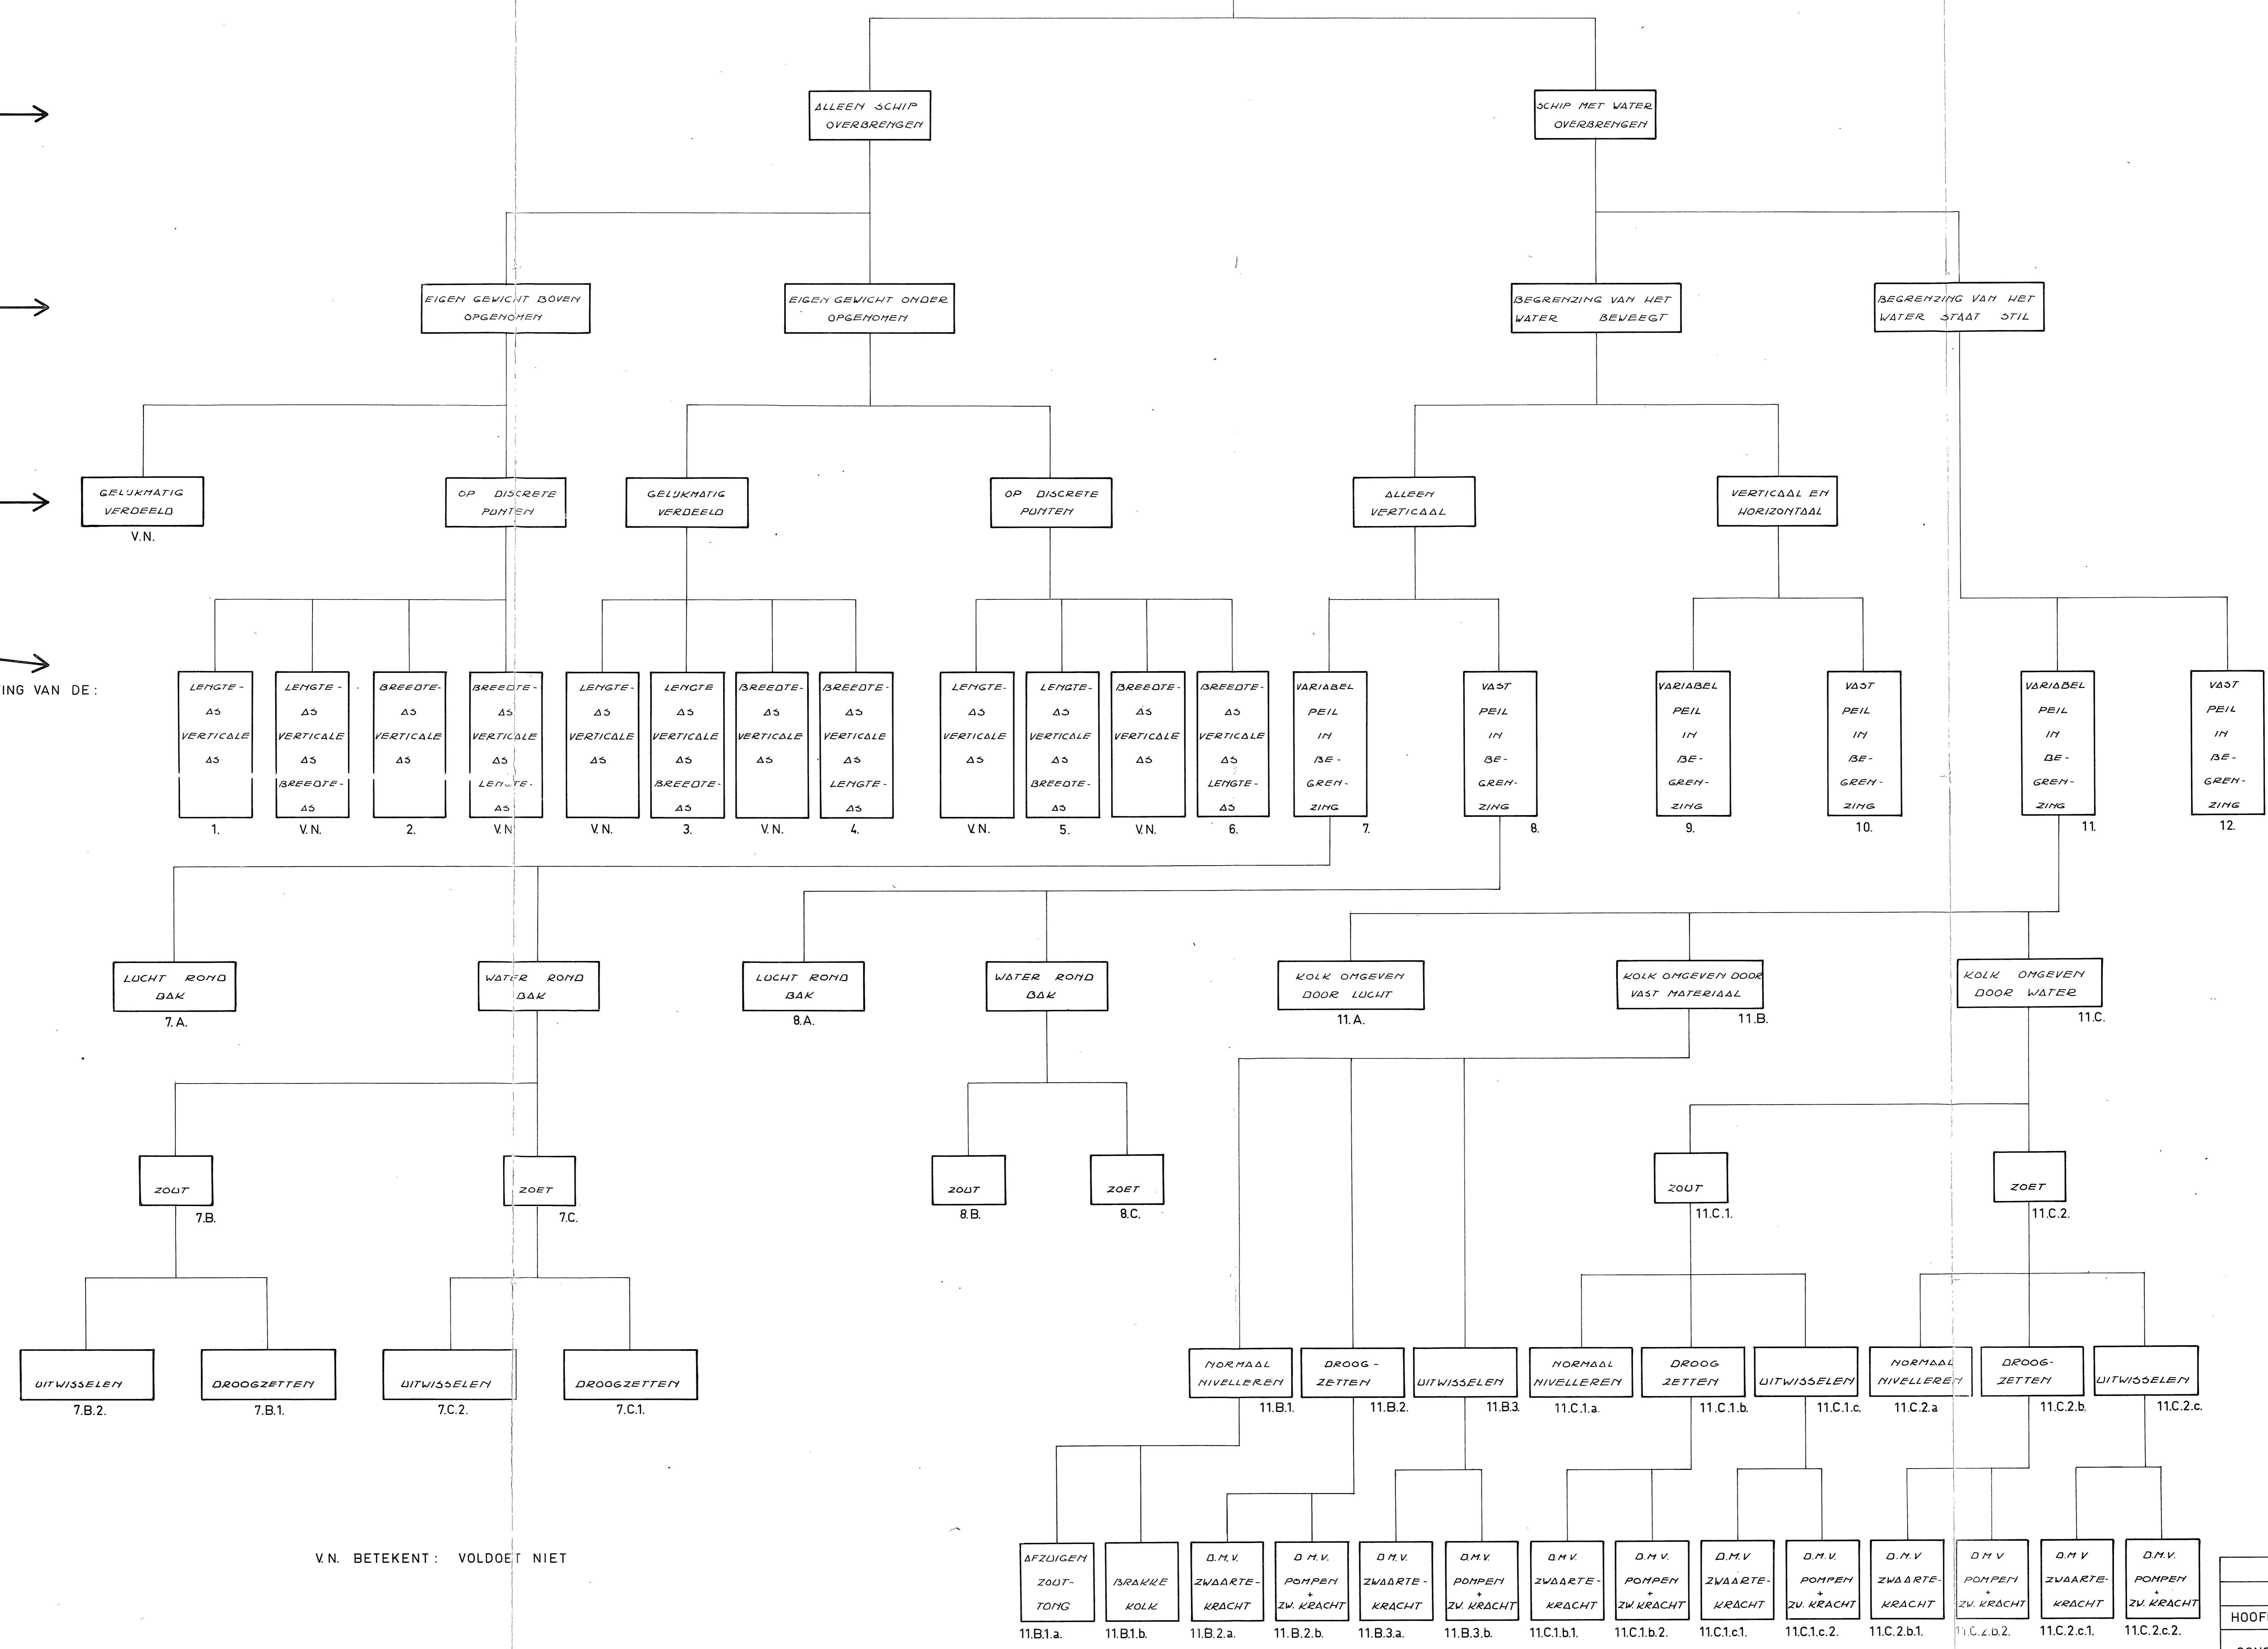 ALLEEN SCHIP
OVERBRENGEN
SCHIP MET WATER
OVERBRENGEN
EIGEN GEWICHT BOVEN
OPGENOMEN
EIGEN GEWICHT ONDER
OPGENOMEN
BEGRENZING VAN HET
WATER BEWEEGT
BEGRENZING VAN HET
WATER STAAT STIL
GELIJKMATIG
VERDEELD
V.N.
OP DISCRETE
PUNTEN
GELIJKMATIG
VERDEELD
OP DISCRETE
PUNTEN
ALLEEN
VERTICAAL
VERTICAAL EN
HORIZONTAAL
ING VAN DE:
LENGTE-
AS
VERTICALE
AS
1.
LENGTE-
AS
VERTICALE
AS
BREEDTE-
AS
V.N.
BREEDTE-
AS
VERTICALE
AS
2.
BREEDTE-
AS
VERTICALE
AS
LENGTE-
AS
V.N
LENGTE-
AS
VERTICALE
AS
V.N.
LENGTE
AS
VERTICALE
AS
BREEDTE-
AS
3.
BREEDTE-
AS
VERTICALE
AS
V.N.
BREEDTE-
AS
VERTICALE
AS
LENGTE-
AS
4.
LENGTE-
AS
VERTICALE
AS
V.N.
LENGTE-
AS
VERTICALE
AS
BREEDTE-
AS
5.
BREEDTE-
AS
VERTICALE
AS
V.N.
BREEDTE-
AS
VERTICALE
AS
LENGTE-
AS
6.
VARIABEL
PEIL
IN
BE-
GREN-
ZING
7.
VAST
PEIL
IN
BE-
GREN-
ZING
8.
VARIABEL
PEIL
IN
BE-
GREN-
ZING
9.
VAST
PEIL
IN
BE-
GREN-
ZING
10.
VARIABEL
PEIL
IN
BE-
GREN-
ZING
11.
VAST
PEIL
IN
BE-
GREN-
ZING
12.
LUCHT ROND
BAK
7.A.
WATER ROND
BAK
LUCHT ROND
BAK
8.A.
WATER ROND
BAK
KOLK OMGEVEN
DOOR LUCHT
11.A.
KOLK OMGEVEN DOOR
VAST MATERIAAL
11.B.
KOLK OMGEVEN
DOOR WATER
11.C.
ZOUT
7.B.
ZOET
7.C.
ZOUT
8.B.
ZOET
8.C.
ZOUT
11.C.1.
ZOET
11.C.2.
UITWISSELEN
7.B.2.
DROOGZETTEN
7.B.1.
UITWISSELEN
7.C.2.
DROOGZETTEN
7.C.1.
NORMAAL
NIVELLEREN
11.B.1.
DROOG-
ZETTEN
11.B.2.
UITWISSELEN
11.B.3.
NORMAAL
NIVELLEREN
11.C.1.a.
DROOG
ZETTEN
11.C.1.b.
UITWISSELEN
11.C.1.c.
NORMAAL
NIVELLEREN
11.C.2.a
DROOG-
ZETTEN
11.C.2.b.
UITWISSELEN
11.C.2.c.
AFZUIGEN
ZOUT-
TONG
11.B.1.a.
BRAKKE
KOLK
11.B.1.b.
D.M.V.
ZWAARTE-
KRACHT
11.B.2.a.
D M.V.
POMPEN
+
ZW.KRACHT
11.B.2.b.
D M.V.
ZWAARTE-
KRACHT
11.B.3.a.
D.M.V.
POMPEN
+
ZW. KRACHT
11.B.3.b.
D.M V.
ZWAARTE-
KRACHT
11.C.1.b.1.
D.M V.
POMPEN
+
ZW.KRACHT
11.C.1.b.2.
D.M.V
ZWAARTE-
KRACHT
11.C.1.c.1.
D.M.V.
POMPEN
+
ZW. KRACHT
11.C.1.c.2.
D.M V.
ZWAARTE-
KRACHT
11.C.2.b.1.
D M V
POMPEN
+
ZW. KRACHT
11.C.2.b.2.
D.M V
ZWAARTE-
KRACHT
11.C.2.c.1.
D.M.V.
POMPEN
+
ZW. KRACHT
11.C.2.c.2.
V.N. BETEKENT: VOLDOET NIET
HOOF